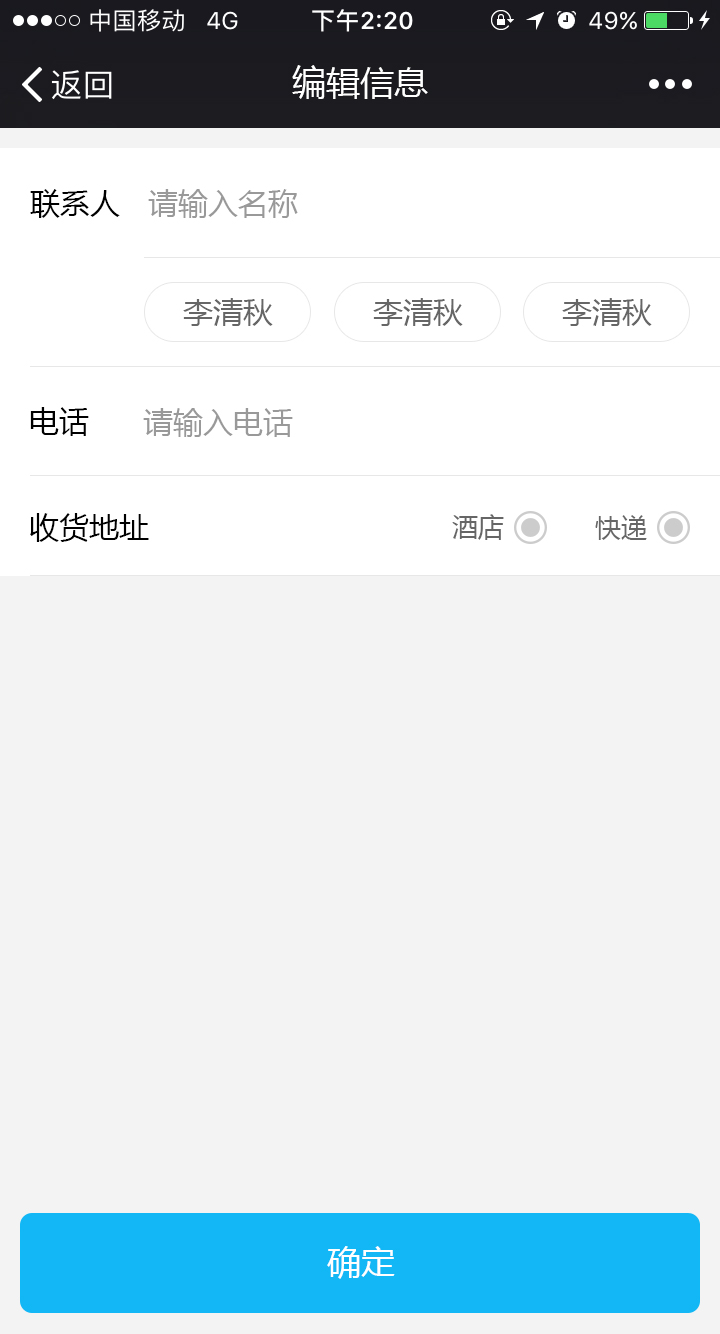 中国移动 4G 下午2:20 49%
返回 编辑信息
联系人 请输入名称
李清秋 李清秋 李清秋
电话 请输入电话
收货地址 酒店 快递
确定